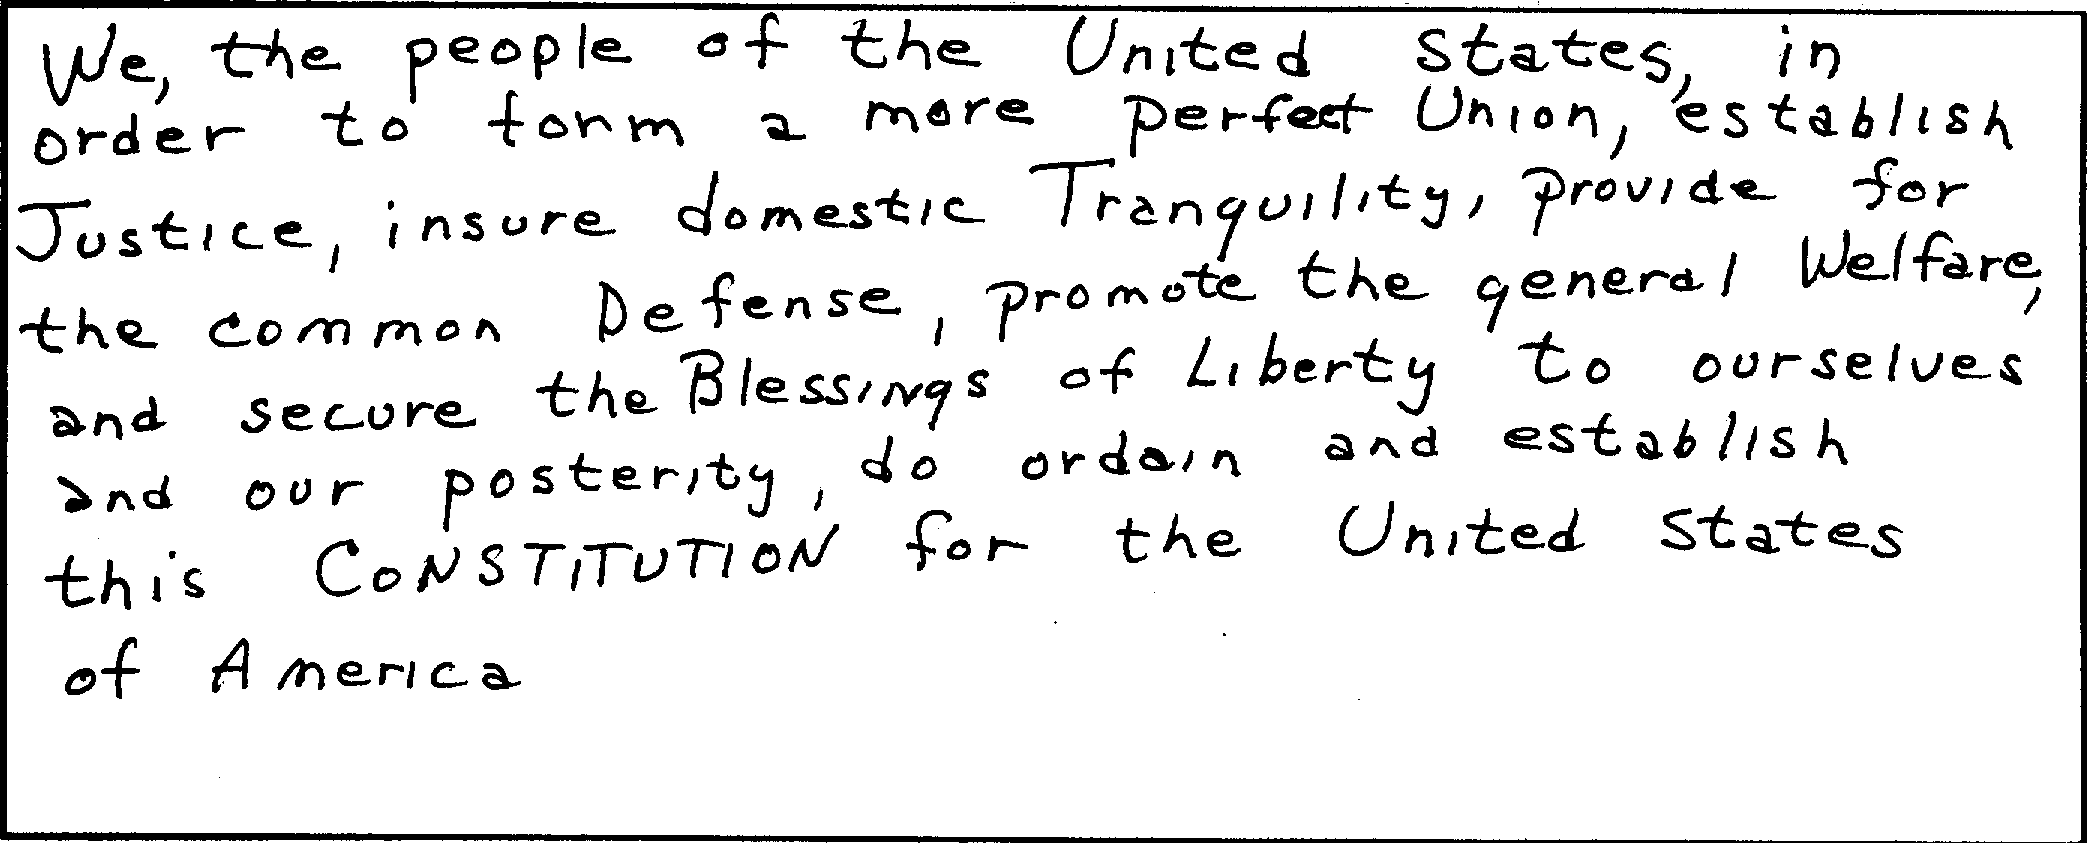 We, the people of the United States, in
order to form a more perfect Union, establish
Justice, insure domestic Tranquility, provide for
the common Defense, promote the general Welfare,
and secure the Blessings of Liberty to ourselves
and our posterity, do ordain and establish
this CONSTITUTION for the United States
of America